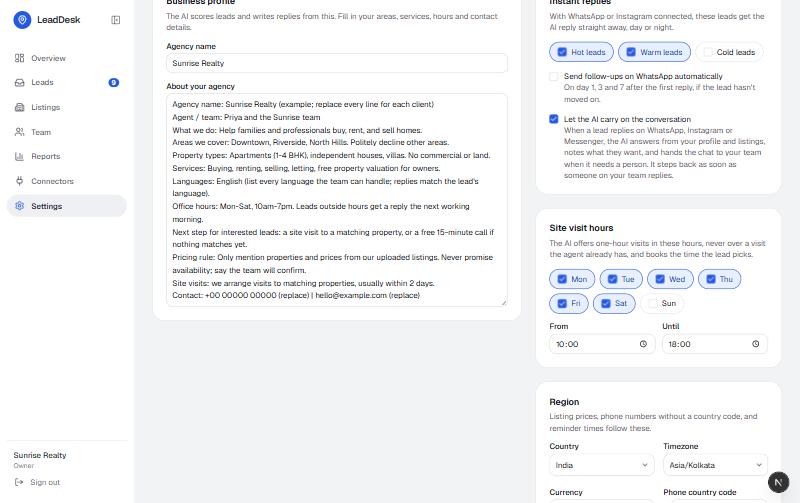 LeadDesk
Overview
Leads 9
Listings
Team
Reports
Connectors
Settings
Sunrise Realty
Owner
Sign out
Business profile
The AI scores leads and writes replies from this. Fill in your areas, services, hours and contact
details.
Agency name
Sunrise Realty
About your agency
Agency name: Sunrise Realty (example; replace every line for each client)
Agent / team: Priya and the Sunrise team
What we do: Help families and professionals buy, rent, and sell homes.
Areas we cover: Downtown, Riverside, North Hills. Politely decline other areas.
Property types: Apartments (1-4 BHK), independent houses, villas. No commercial or land.
Services: Buying, renting, selling, letting, free property valuation for owners.
Languages: English (list every language the team can handle; replies match the lead's
language).
Office hours: Mon-Sat, 10am-7pm. Leads outside hours get a reply the next working
morning.
Next step for interested leads: a site visit to a matching property, or a free 15-minute call if
nothing matches yet.
Pricing rule: Only mention properties and prices from our uploaded listings. Never promise
availability; say the team will confirm.
Site visits: we arrange visits to matching properties, usually within 2 days.
Contact: +00 00000 00000 (replace) | hello@example.com (replace)
Instant replies
With WhatsApp or Instagram connected, these leads get the
AI reply straight away, day or night.
Hot leads Warm leads Cold leads
Send follow-ups on WhatsApp automatically
On day 1, 3 and 7 after the first reply, if the lead hasn't
moved on.
Let the AI carry on the conversation
When a lead replies on WhatsApp, Instagram or
Messenger, the AI answers from your profile and listings,
notes what they want, and hands the chat to your team
when it needs a person. It steps back as soon as
someone on your team replies.
Site visit hours
The AI offers one-hour visits in these hours, never over a visit
the agent already has, and books the time the lead picks.
Mon Tue Wed Thu
Fri Sat Sun
From Until
10:00 18:00
Region
Listing prices, phone numbers without a country code, and
reminder times follow these.
Country Timezone
India Asia/Kolkata
Currency Phone country code
N